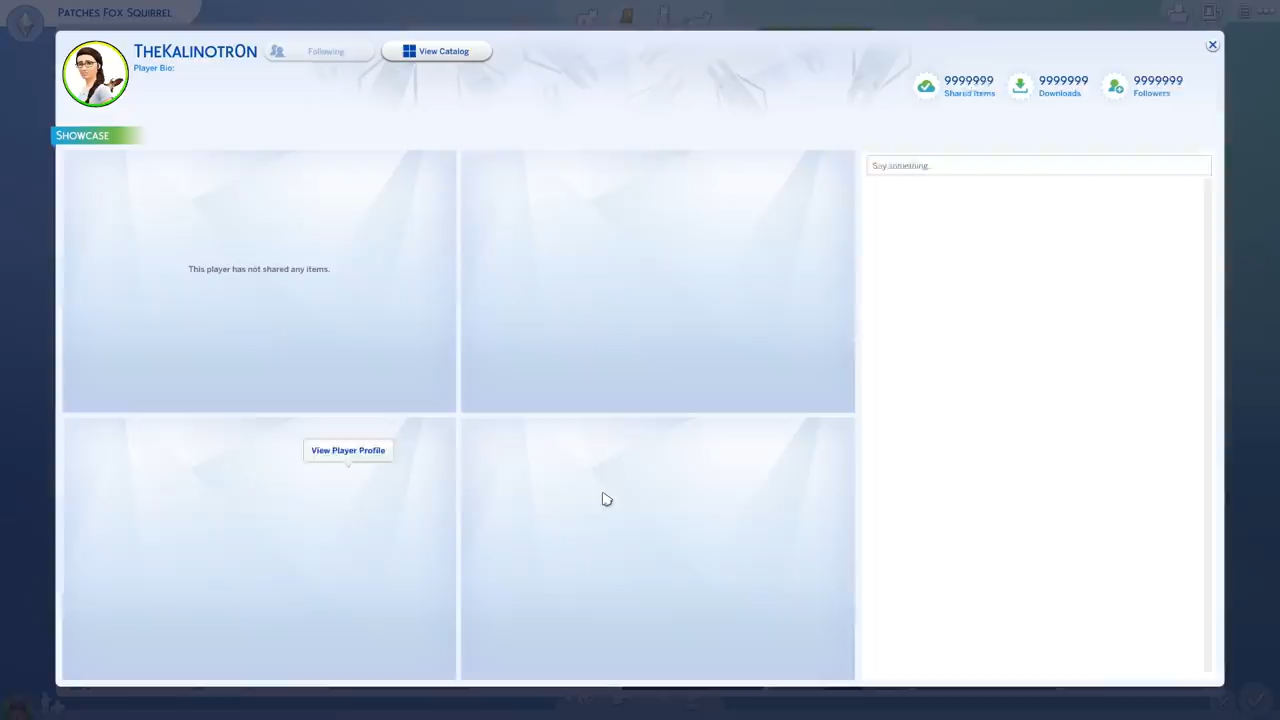 PATCHES FOX SQUIRREL
THEKALINOTR0N
Following
View Catalog
Player Bio:
9999999
Shared Items
9999999
Downloads
9999999
Followers
SHOWCASE
Say something.
This player has not shared any items.
View Player Profile